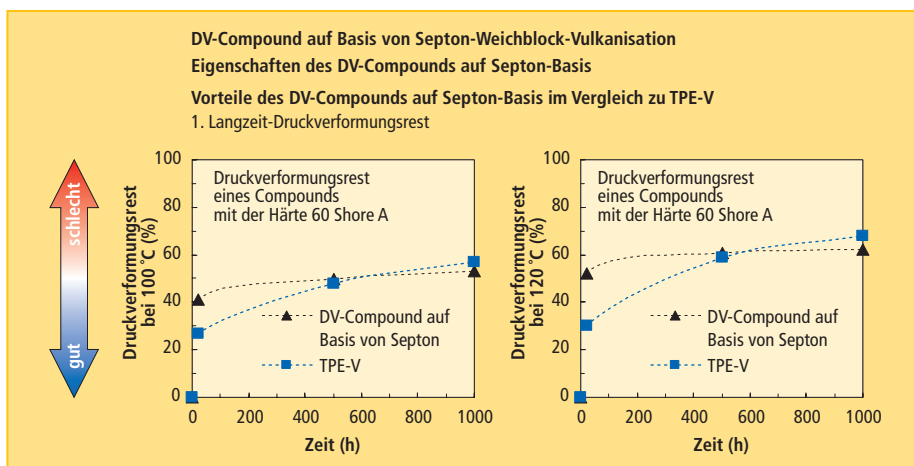 DV-Compound auf Basis von Septon-Weichblock-Vulkanisation
Eigenschaften des DV-Compounds auf Septon-Basis
Vorteile des DV-Compounds auf Septon-Basis im Vergleich zu TPE-V
1. Langzeit-Druckverformungsrest
schlecht
gut
Druckverformungsrest
bei 100 °C (%)
100
80
60
40
20
0
Druckverformungsrest
eines Compounds
mit der Härte 60 Shore A
DV-Compound auf
Basis von Septon
TPE-V
0 200 400 600 800 1000
Zeit (h)
Druckverformungsrest
bei 120 °C (%)
100
80
60
40
20
0
Druckverformungsrest
eines Compounds
mit der Härte 60 Shore A
DV-Compound auf
Basis von Septon
TPE-V
0 200 400 600 800 1000
Zeit (h)